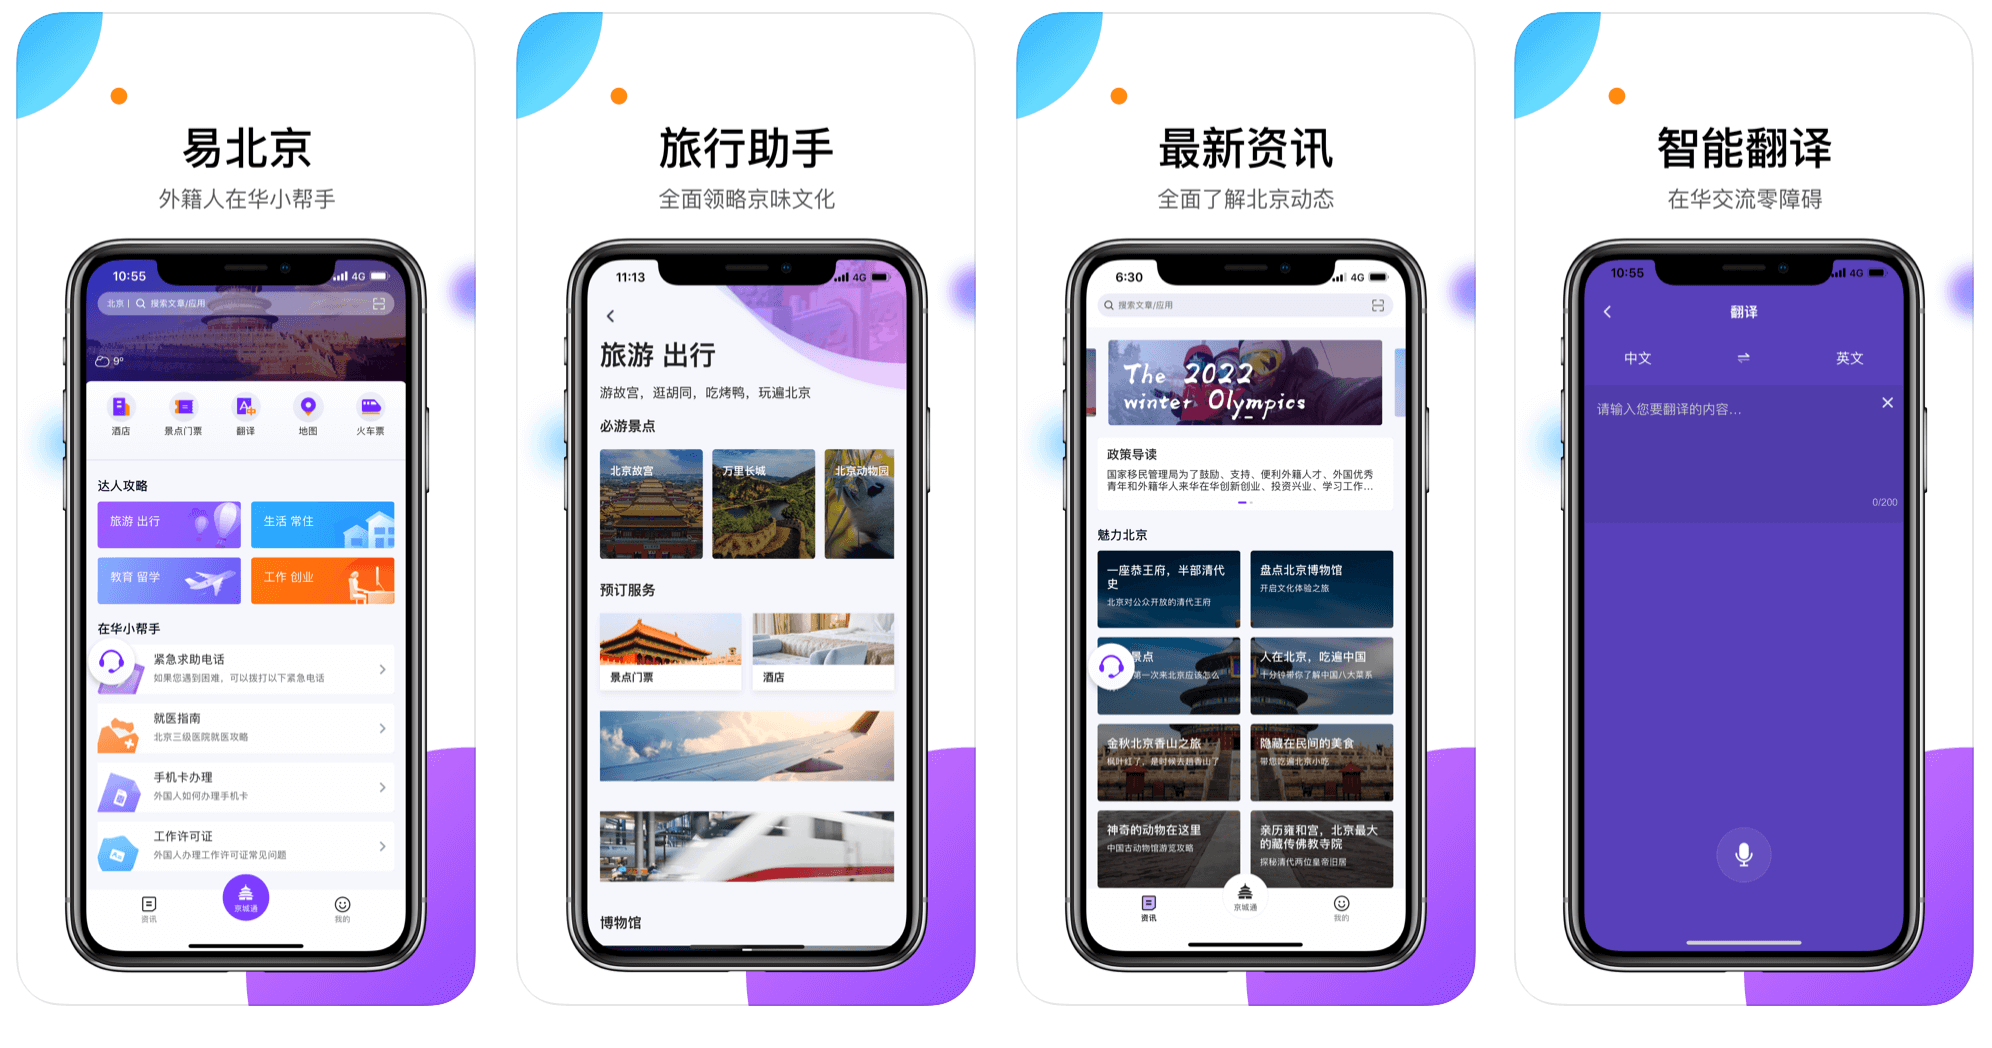 易北京
外籍人在华小帮手
10:55
4G
北京 | 搜索文章/应用
9°
酒店
景点门票
翻译
地图
火车票
达人攻略
旅游 出行
生活 常住
教育 留学
工作 创业
在华小帮手
紧急求助电话
如果您遇到困难，可以拨打以下紧急电话
就医指南
北京三级医院就医攻略
手机卡办理
外国人如何办理手机卡
工作许可证
外国人办理工作许可证常见问题
资讯
京城通
我的
旅行助手
全面领略京味文化
11:13
4G
旅游 出行
游故宫，逛胡同，吃烤鸭，玩遍北京
必游景点
北京故宫
万里长城
北京动物园
预订服务
景点门票
酒店
博物馆
最新资讯
全面了解北京动态
6:30
4G
搜索文章/应用
The 2022
winter Olympics
政策导读
国家移民管理局为了鼓励、支持、便利外籍人才、外国优秀
青年和外籍华人来华在华创新创业、投资兴业、学习工作...
魅力北京
一座恭王府，半部清代
史
北京对公众开放的清代王府
盘点北京博物馆
开启文化体验之旅
景点
第一次来北京应该怎么
人在北京，吃遍中国
十分钟带你了解中国八大菜系
金秋北京香山之旅
枫叶红了，是时候去趟香山了
隐藏在民间的美食
带您吃遍北京小吃
神奇的动物在这里
中国古动物馆游览攻略
亲历雍和宫，北京最大
的藏传佛教寺院
探秘清代两位皇帝旧居
资讯
京城通
我的
智能翻译
在华交流零障碍
10:55
4G
翻译
中文
英文
请输入您要翻译的内容...
0/200